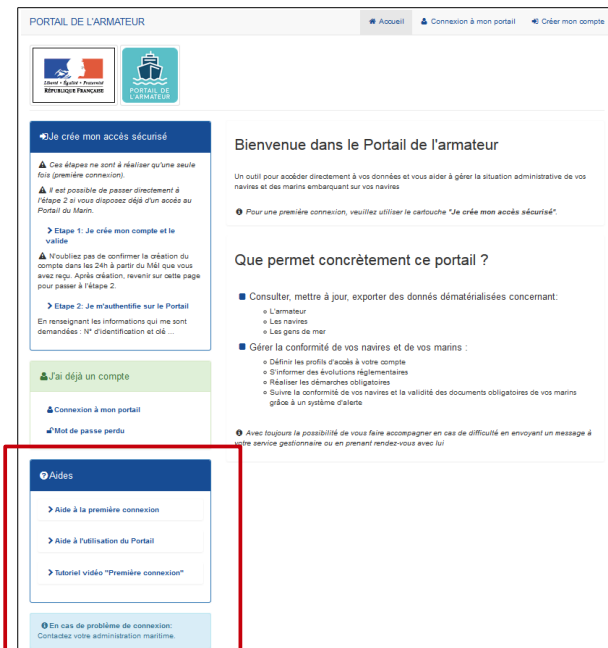 PORTAIL DE L'ARMATEUR
Accueil
Connexion à mon portail
Créer mon compte
Liberté • Égalité • Fraternité
RÉPUBLIQUE FRANÇAISE
PORTAIL DE
L'ARMATEUR
Je crée mon accès sécurisé
Ces étapes ne sont à réaliser qu'une seule
fois (première connexion).
Il est possible de passer directement à
l'étape 2 si vous disposez déjà d'un accès au
Portail du Marin.
Etape 1: Je crée mon compte et le
valide
N'oubliez pas de confirmer la création du
compte dans les 24h à partir du Mél que vous
avez reçu. Après création, revenir sur cette page
pour passer à l'étape 2.
Etape 2: Je m'authentifie sur le Portail
En renseignant les informations qui me sont
demandées : N° d'identification et clé ...
J'ai déjà un compte
Connexion à mon portail
Mot de passe perdu
Aides
Aide à la première connexion
Aide à l'utilisation du Portail
Tutoriel vidéo "Première connexion"
En cas de problème de connexion:
Contactez votre administration maritime.
Bienvenue dans le Portail de l'armateur
Un outil pour accéder directement à vos données et vous aider à gérer la situation administrative de vos
navires et des marins embarquant sur vos navires
Pour une première connexion, veuillez utiliser le cartouche "Je crée mon accès sécurisé".
Que permet concrètement ce portail ?
Consulter, mettre à jour, exporter des donnés dématérialisées concernant:
L'armateur
Les navires
Les gens de mer
Gérer la conformité de vos navires et de vos marins :
Définir les profils d'accès à votre compte
S'informer des évolutions réglementaires
Réaliser les démarches obligatoires
Suivre la conformité de vos navires et la validité des documents obligatoires de vos marins
grâce à un système d'alerte
Avec toujours la possibilité de vous faire accompagner en cas de difficulté en envoyant un message à
votre service gestionnaire ou en prenant rendez-vous avec lui